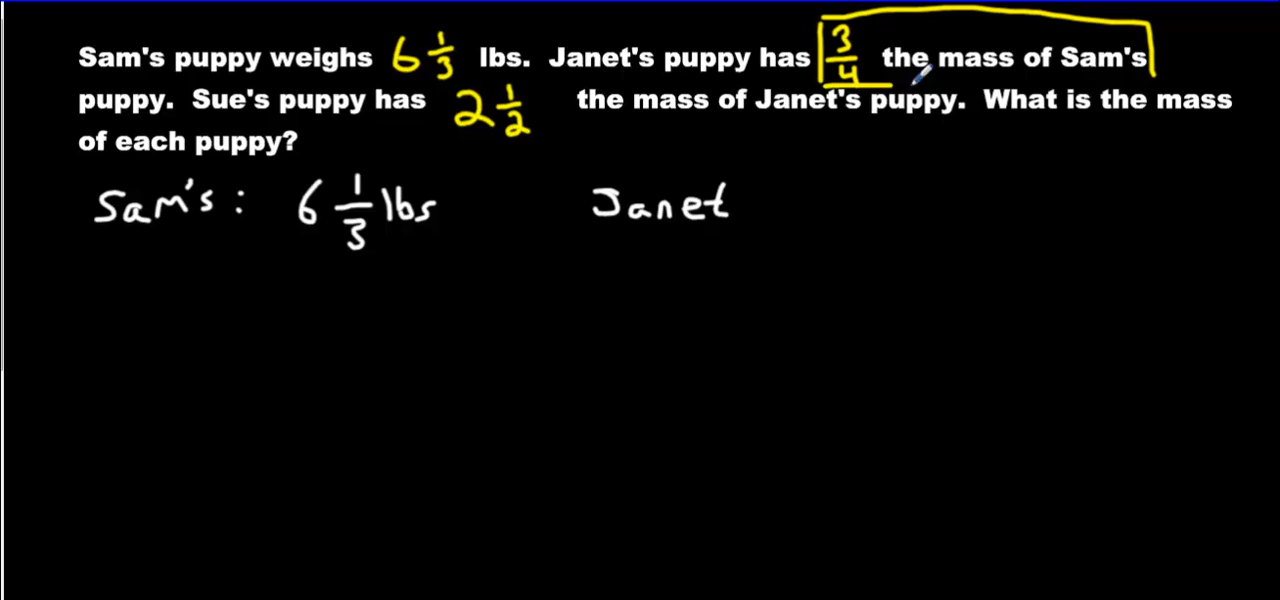 Sam's puppy weighs 6 1/3 lbs. Janet's puppy has 3/4 the mass of Sam's
puppy. Sue's puppy has 2 1/2 the mass of Janet's puppy. What is the mass
of each puppy?
Sam's: 6 1/3 lbs Janet